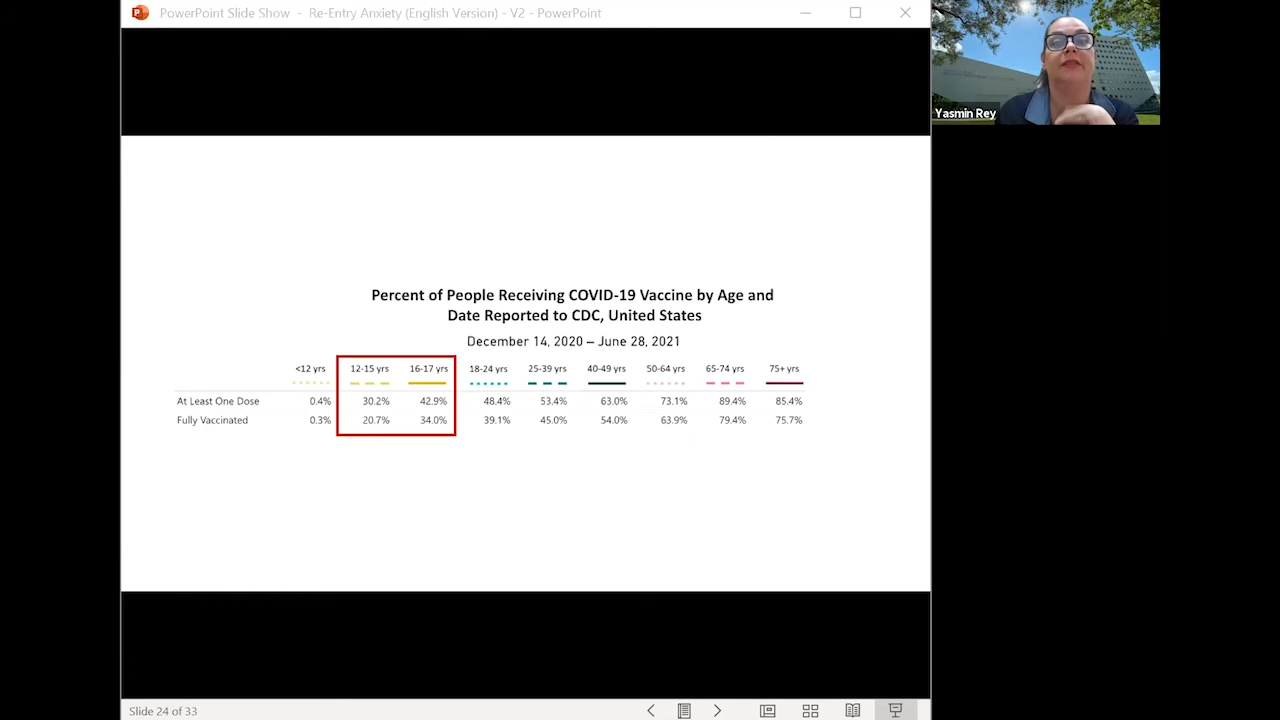 PowerPoint Slide Show - Re-Entry Anxiety (English Version) - V2 - PowerPoint
Yasmin Rey
Percent of People Receiving COVID-19 Vaccine by Age and
Date Reported to CDC, United States
December 14, 2020 – June 28, 2021
<12 yrs 12-15 yrs 16-17 yrs 18-24 yrs 25-39 yrs 40-49 yrs 50-64 yrs 65-74 yrs 75+ yrs
At Least One Dose 0.4% 30.2% 42.9% 48.4% 53.4% 63.0% 73.1% 89.4% 85.4%
Fully Vaccinated 0.3% 20.7% 34.0% 39.1% 45.0% 54.0% 63.9% 79.4% 75.7%
Slide 24 of 33